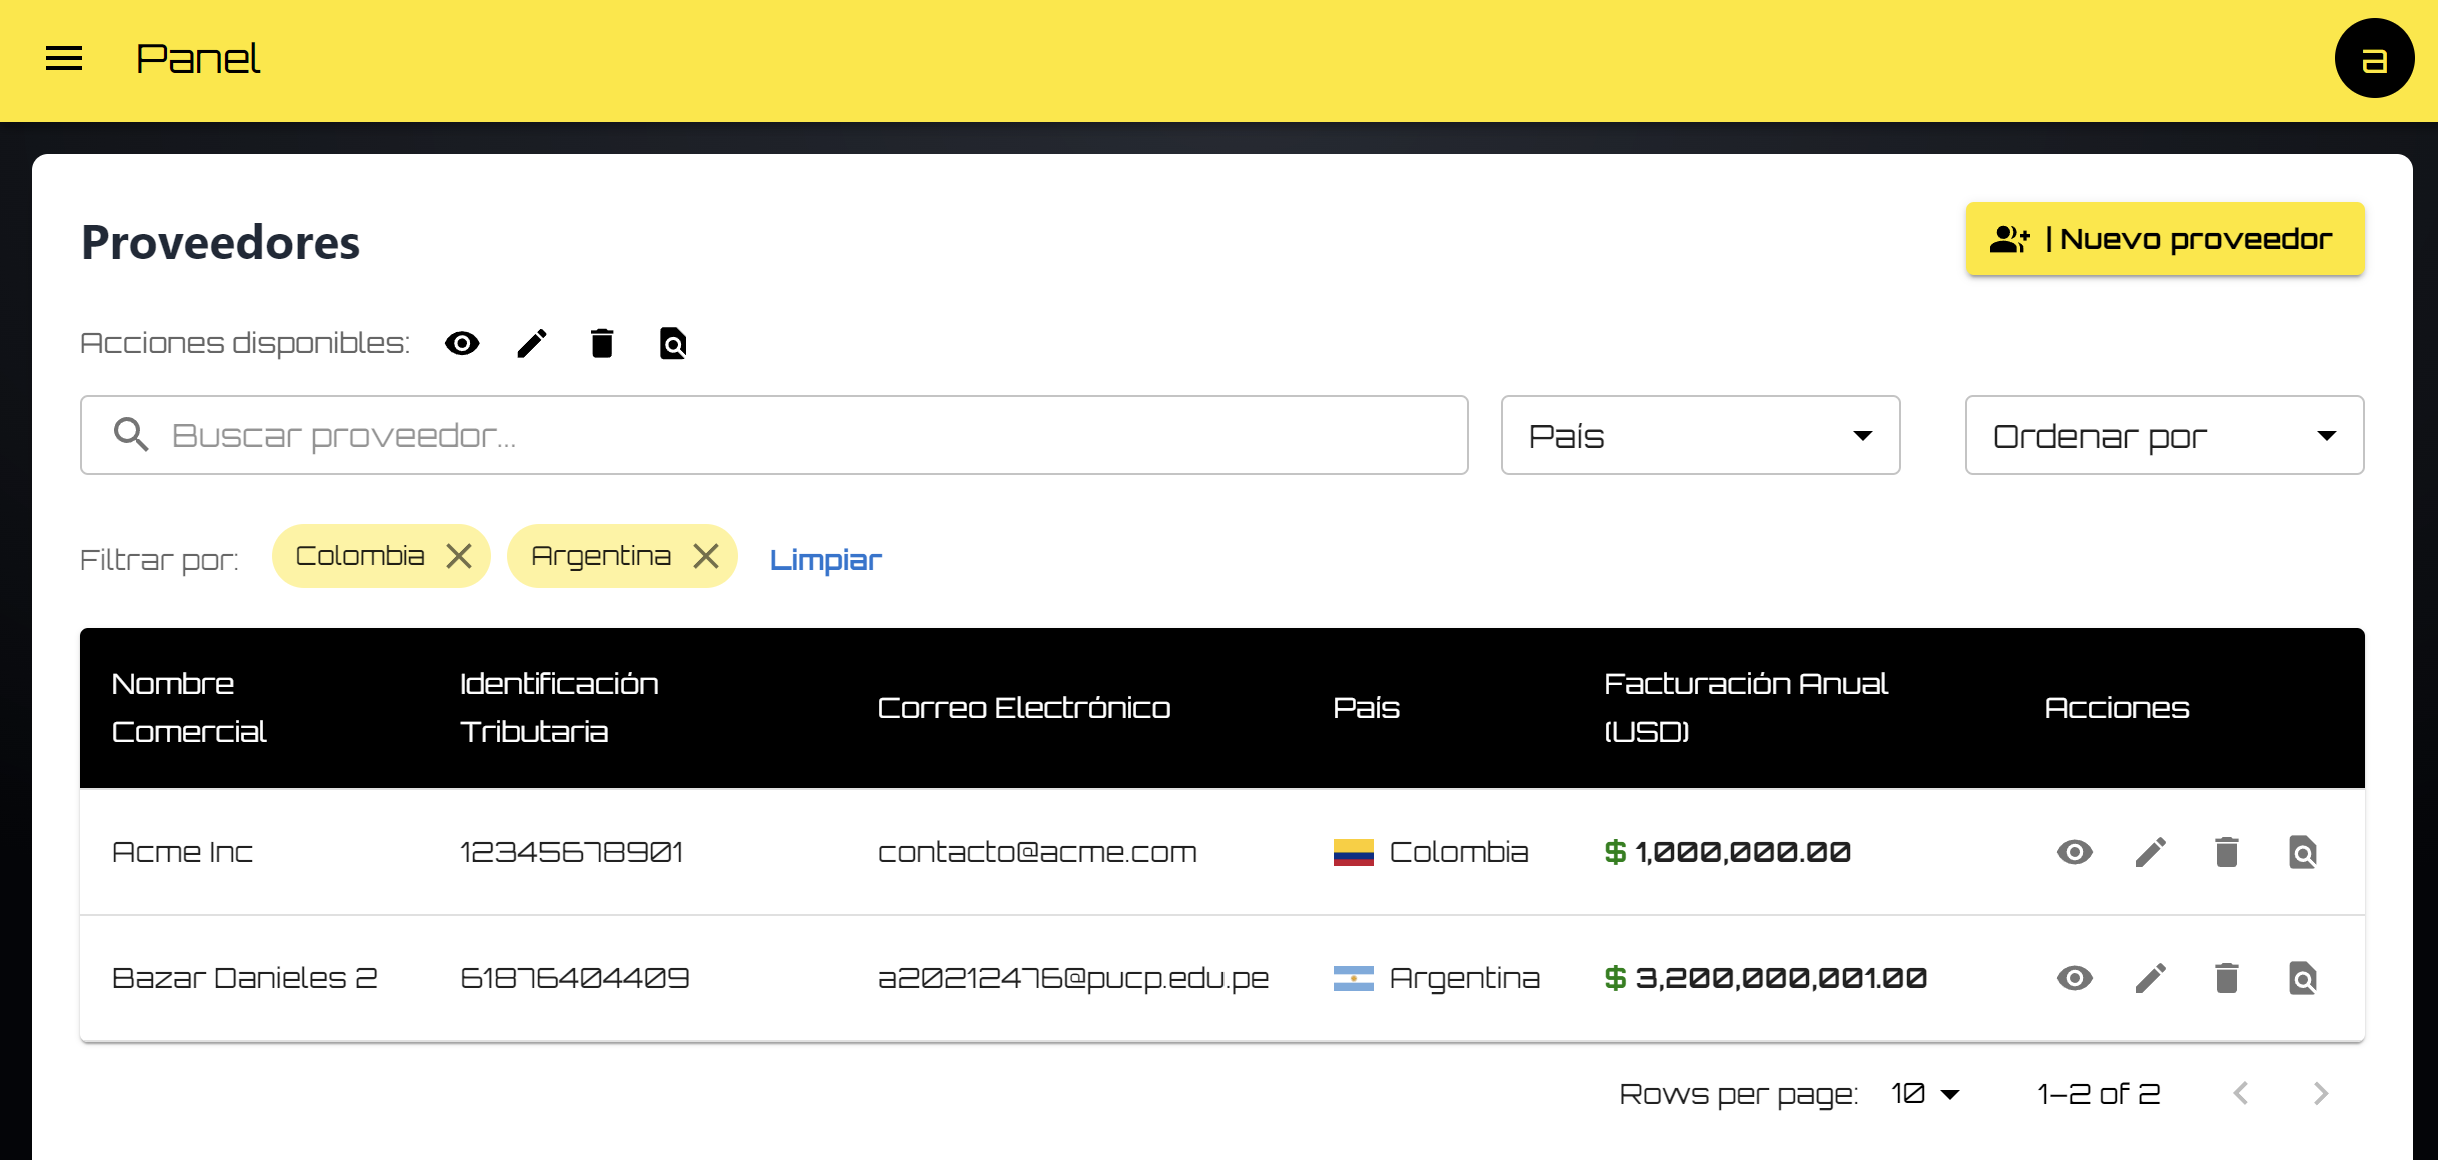 Panel
a
Proveedores
| Nuevo proveedor
Acciones disponibles:
Buscar proveedor...
País
Ordenar por
Filtrar por:
Colombia
Argentina
Limpiar
Nombre Comercial
Identificación Tributaria
Correo Electrónico
País
Facturación Anual (USD)
Acciones
Acme Inc
12345678901
contacto@acme.com
Colombia
$ 1,000,000.00
Bazar Danieles 2
61876404409
a20212476@pucp.edu.pe
Argentina
$ 3,200,000,001.00
Rows per page:
10
1–2 of 2